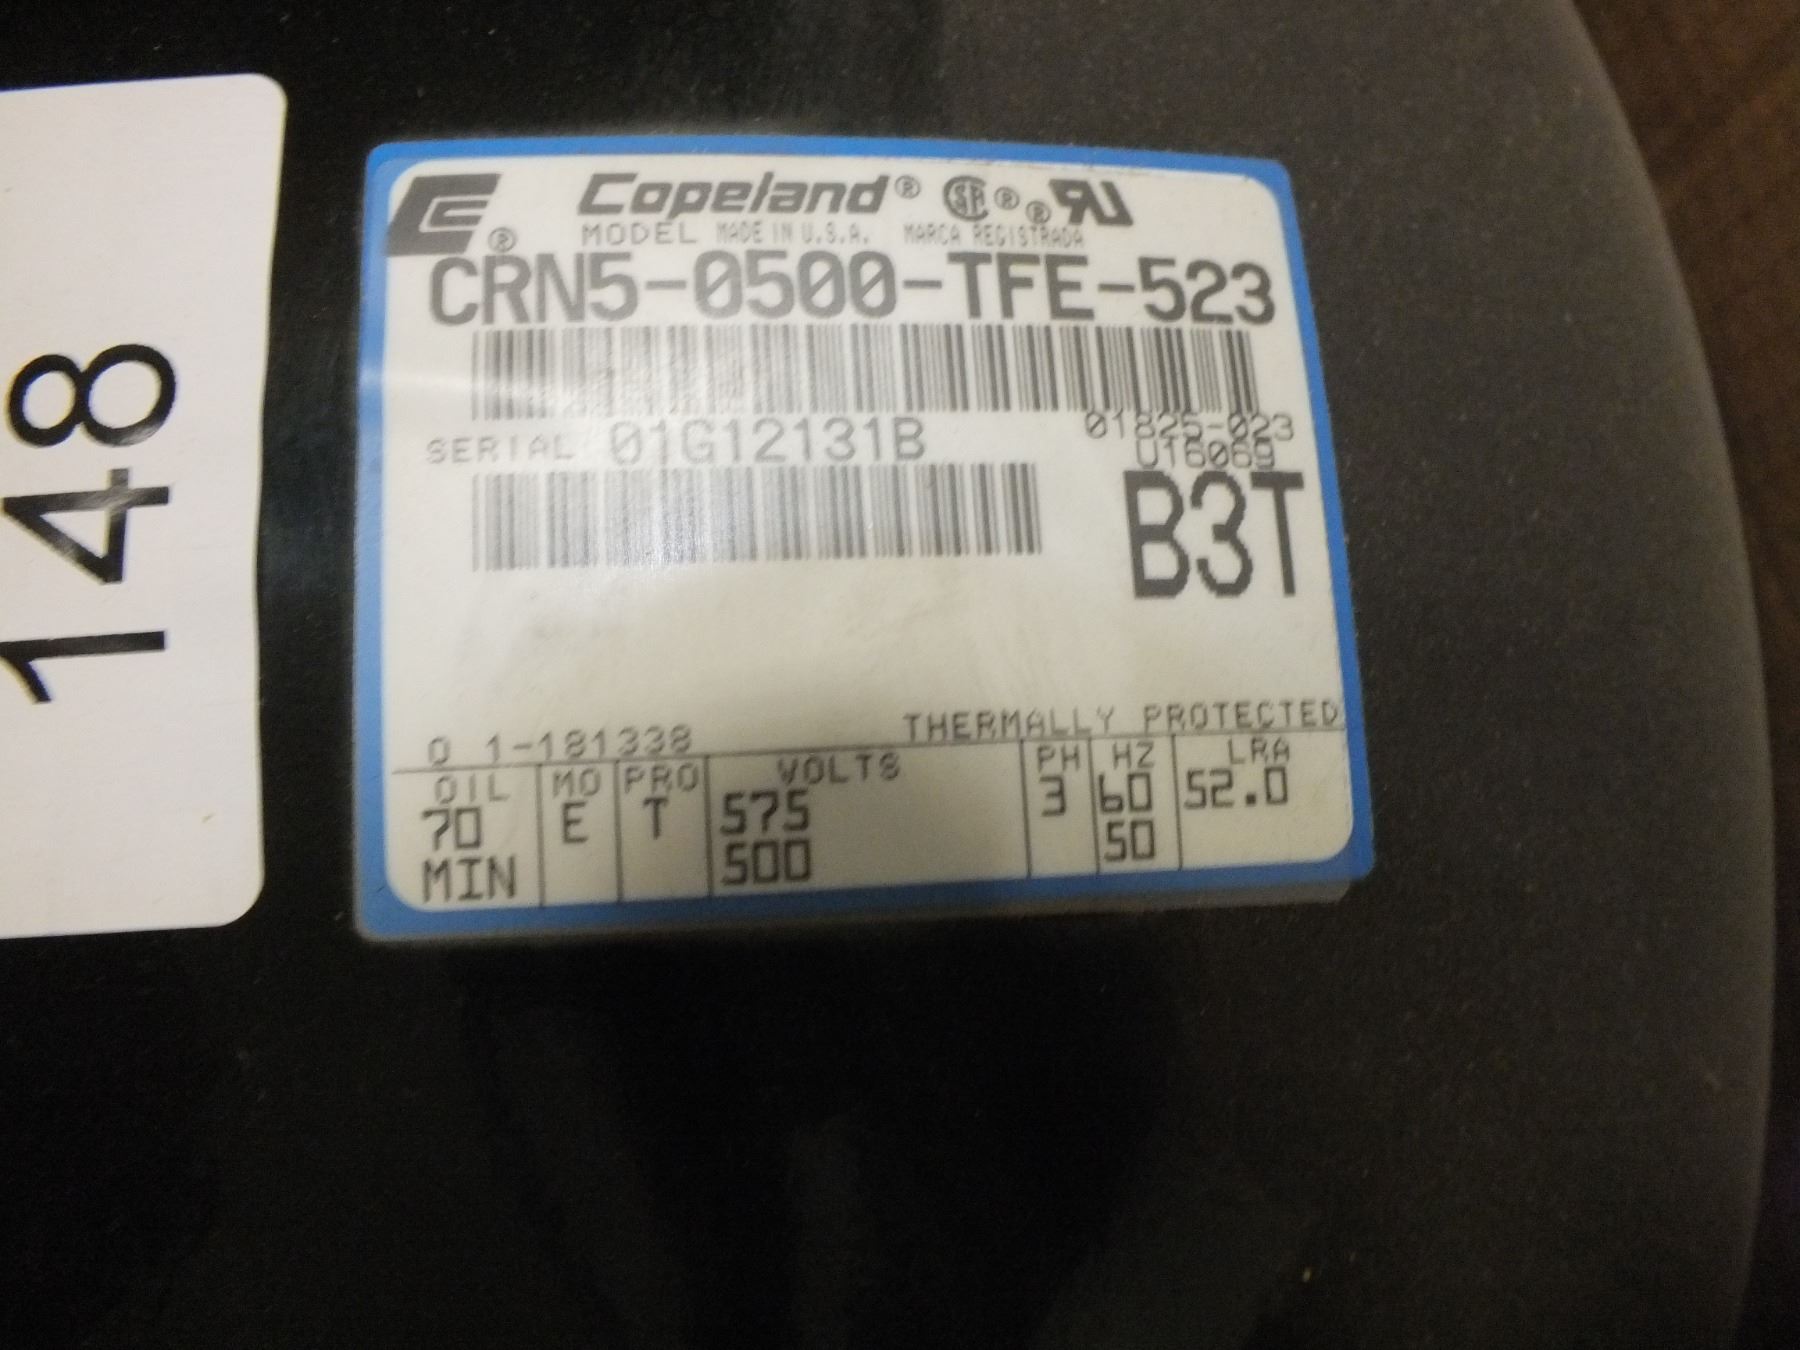 148
Copeland® ® ®
® MODEL MADE IN U.S.A. MARCA REGISTRADA
CRN5-0500-TFE-523
01825-023
SERIAL 01G12131B
U16069
B3T
0 1-181338 THERMALLY PROTECTED
OIL MO PRO VOLTS PH HZ LRA
70 E T 575 3 60 52.0
MIN 500 50